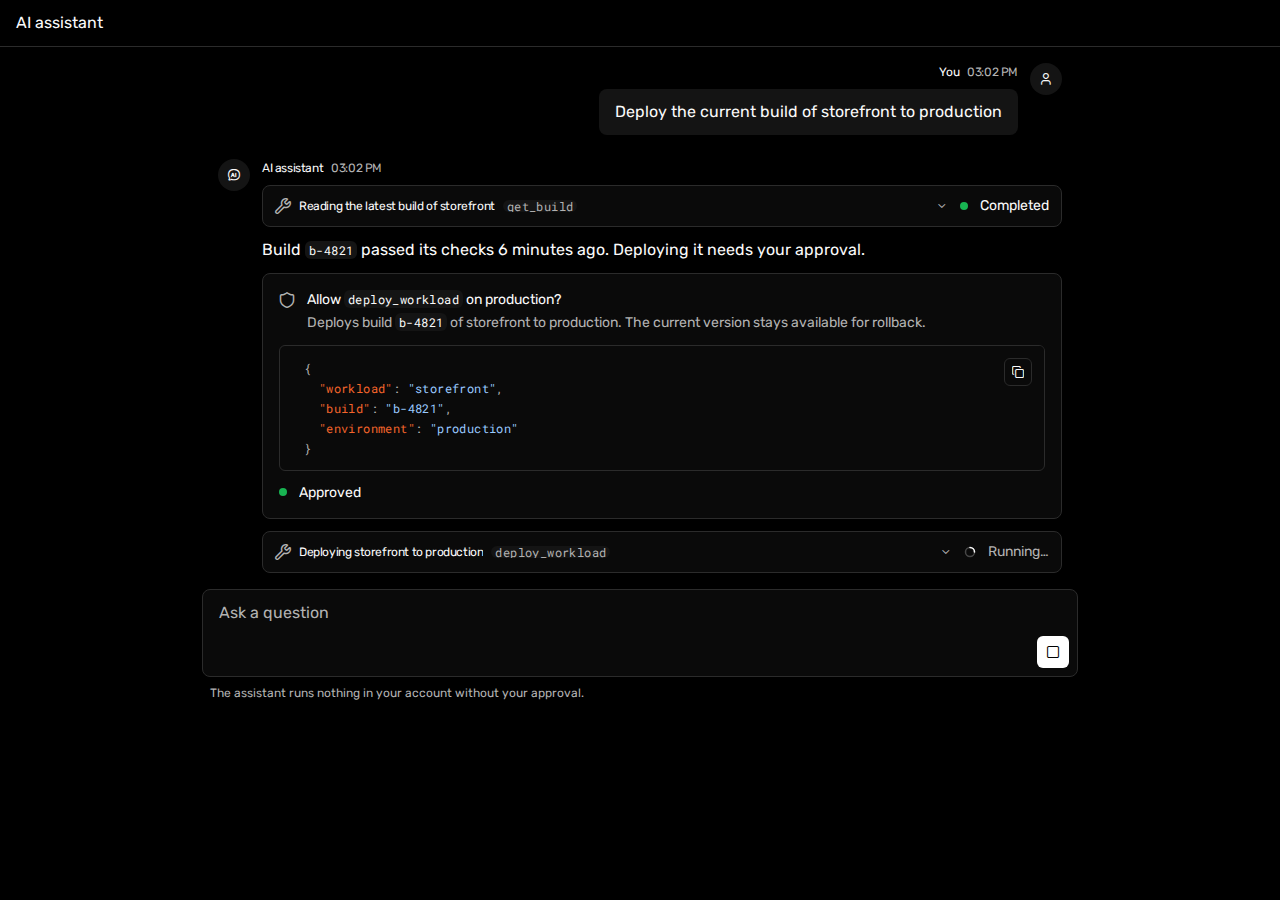 AI assistant
You 03:02 PM
Deploy the current build of storefront to production
AI
AI assistant 03:02 PM
Reading the latest build of storefront get_build
Completed
Build b-4821 passed its checks 6 minutes ago. Deploying it needs your approval.
Allow deploy_workload on production?
Deploys build b-4821 of storefront to production. The current version stays available for rollback.
{
"workload": "storefront",
"build": "b-4821",
"environment": "production"
}
Approved
Deploying storefront to production deploy_workload
Running...
Ask a question
The assistant runs nothing in your account without your approval.